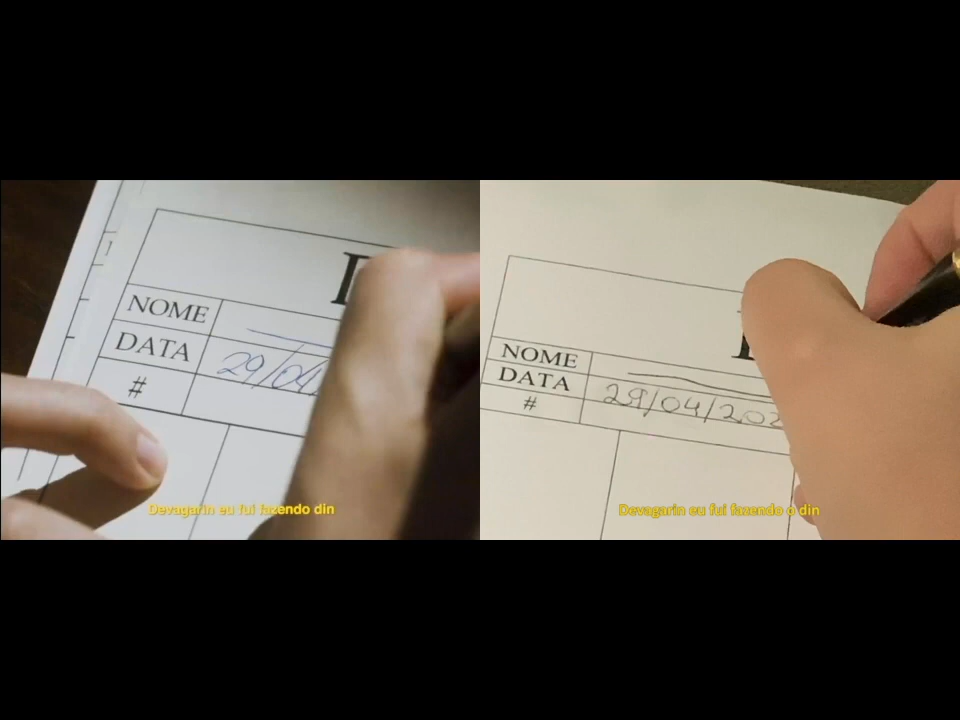 NOME
DATA 29/04
#
Devagarin eu fui fazendo din
NOME
DATA 29/04/202
#
Devagarin eu fui fazendo o din